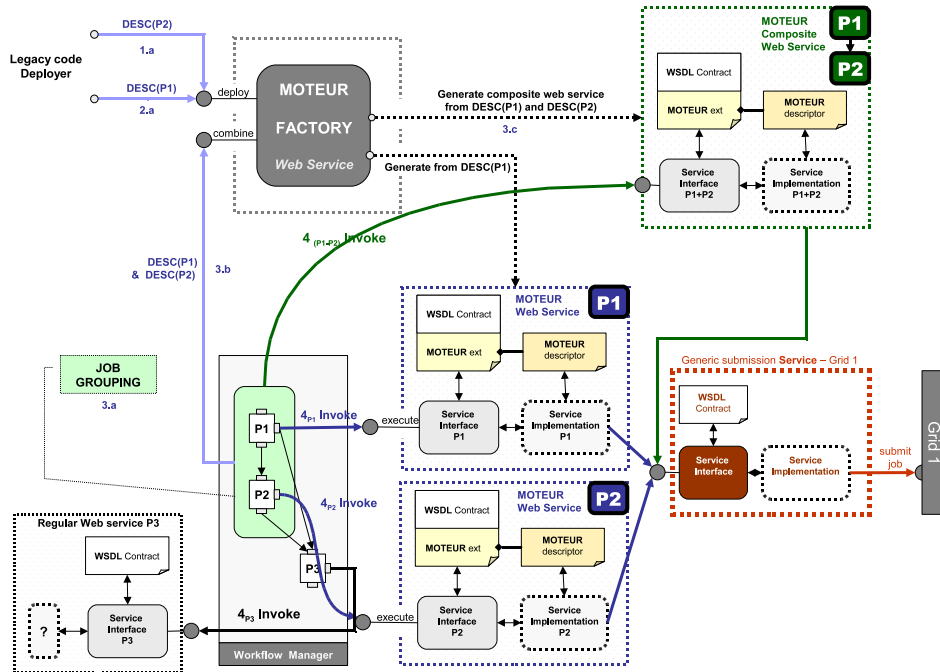 DESC(P2)
1.a
Legacy code
Deployer
DESC(P1)
2.a
deploy
combine
MOTEUR
FACTORY
Web Service
Generate composite web service
from DESC(P1) and DESC(P2)
3.c
Generate from DESC(P1)
MOTEUR
Composite
Web Service
P1
P2
WSDL Contract
MOTEUR ext
MOTEUR
descriptor
Service
Interface
P1+P2
Service
Implementation
P1+P2
4 (P1-P2) Invoke
DESC(P1)
& DESC(P2)
3.b
JOB
GROUPING
3.a
MOTEUR
Web Service
P1
WSDL Contract
MOTEUR ext
MOTEUR
descriptor
execute
Service
Interface
P1
Service
Implementation
P1
4P1 Invoke
P1
P2
P3
4P2 Invoke
4P3 Invoke
Workflow Manager
MOTEUR
Web Service
P2
WSDL Contract
MOTEUR ext
MOTEUR
descriptor
execute
Service
Interface
P2
Service
Implementation
P2
Generic submission Service – Grid 1
WSDL
Contract
Service
Interface
Service
Implementation
submit
job
Grid 1
Regular Web service P3
WSDL Contract
?
Service
Interface
P3